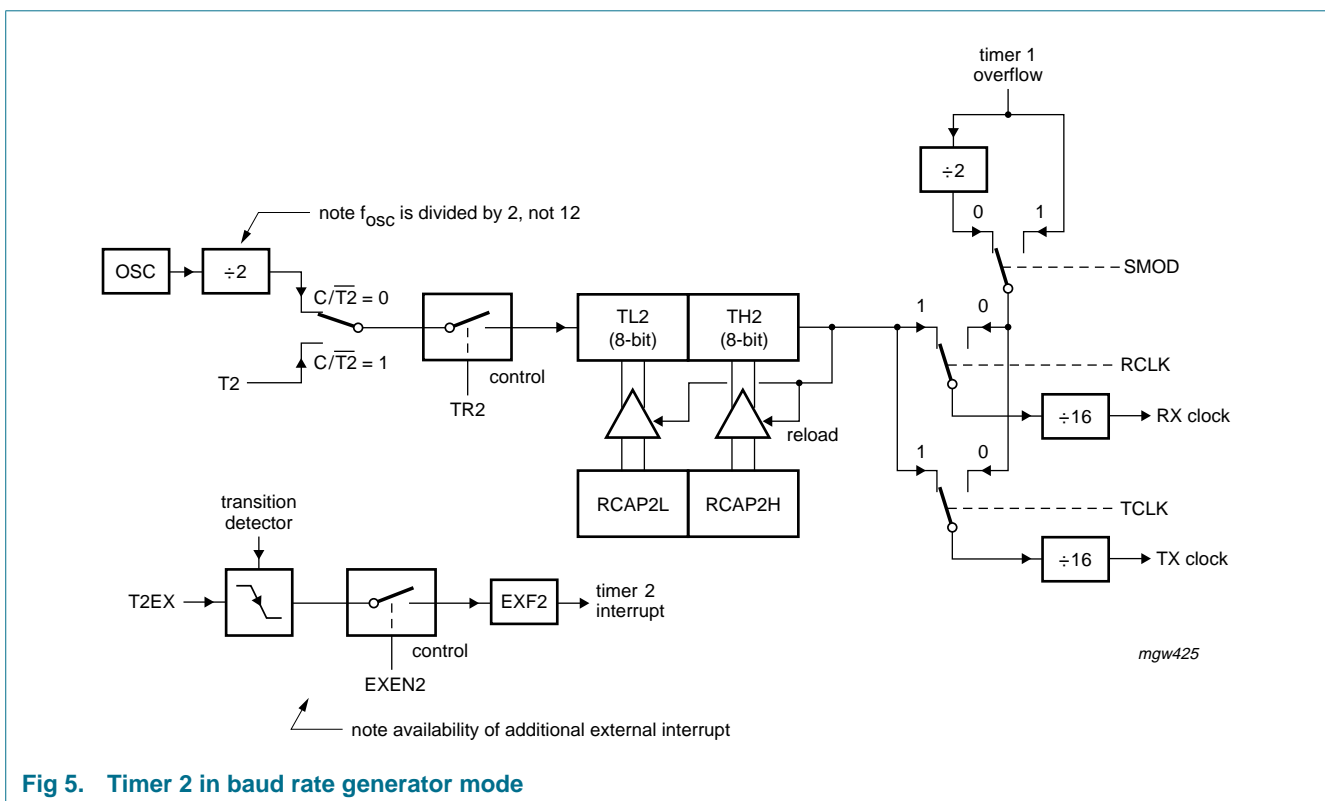 timer 1
overflow
÷2
note fosc is divided by 2, not 12
0
1
OSC
÷2
C/T2 = 0
SMOD
TL2
(8-bit)
TH2
(8-bit)
1
0
C/T2 = 1
T2
control
RCLK
TR2
reload
÷16
RX clock
1
0
RCAP2L
RCAP2H
transition
detector
TCLK
÷16
TX clock
T2EX
EXF2
timer 2
interrupt
control
EXEN2
mgw425
note availability of additional external interrupt
Fig 5. Timer 2 in baud rate generator mode